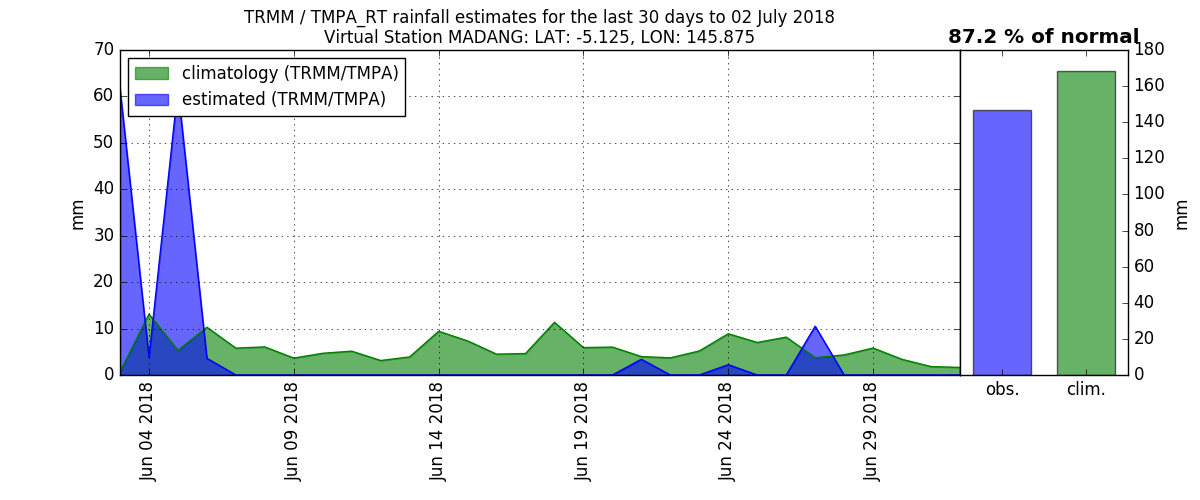 TRMM / TMPA_RT rainfall estimates for the last 30 days to 02 July 2018
Virtual Station MADANG: LAT: -5.125, LON: 145.875
87.2 % of normal
climatology (TRMM/TMPA)
estimated (TRMM/TMPA)
70
60
50
40
30
20
10
0
mm
Jun 04 2018
Jun 09 2018
Jun 14 2018
Jun 19 2018
Jun 24 2018
Jun 29 2018
180
160
140
120
100
80
60
40
20
0
mm
obs.
clim.